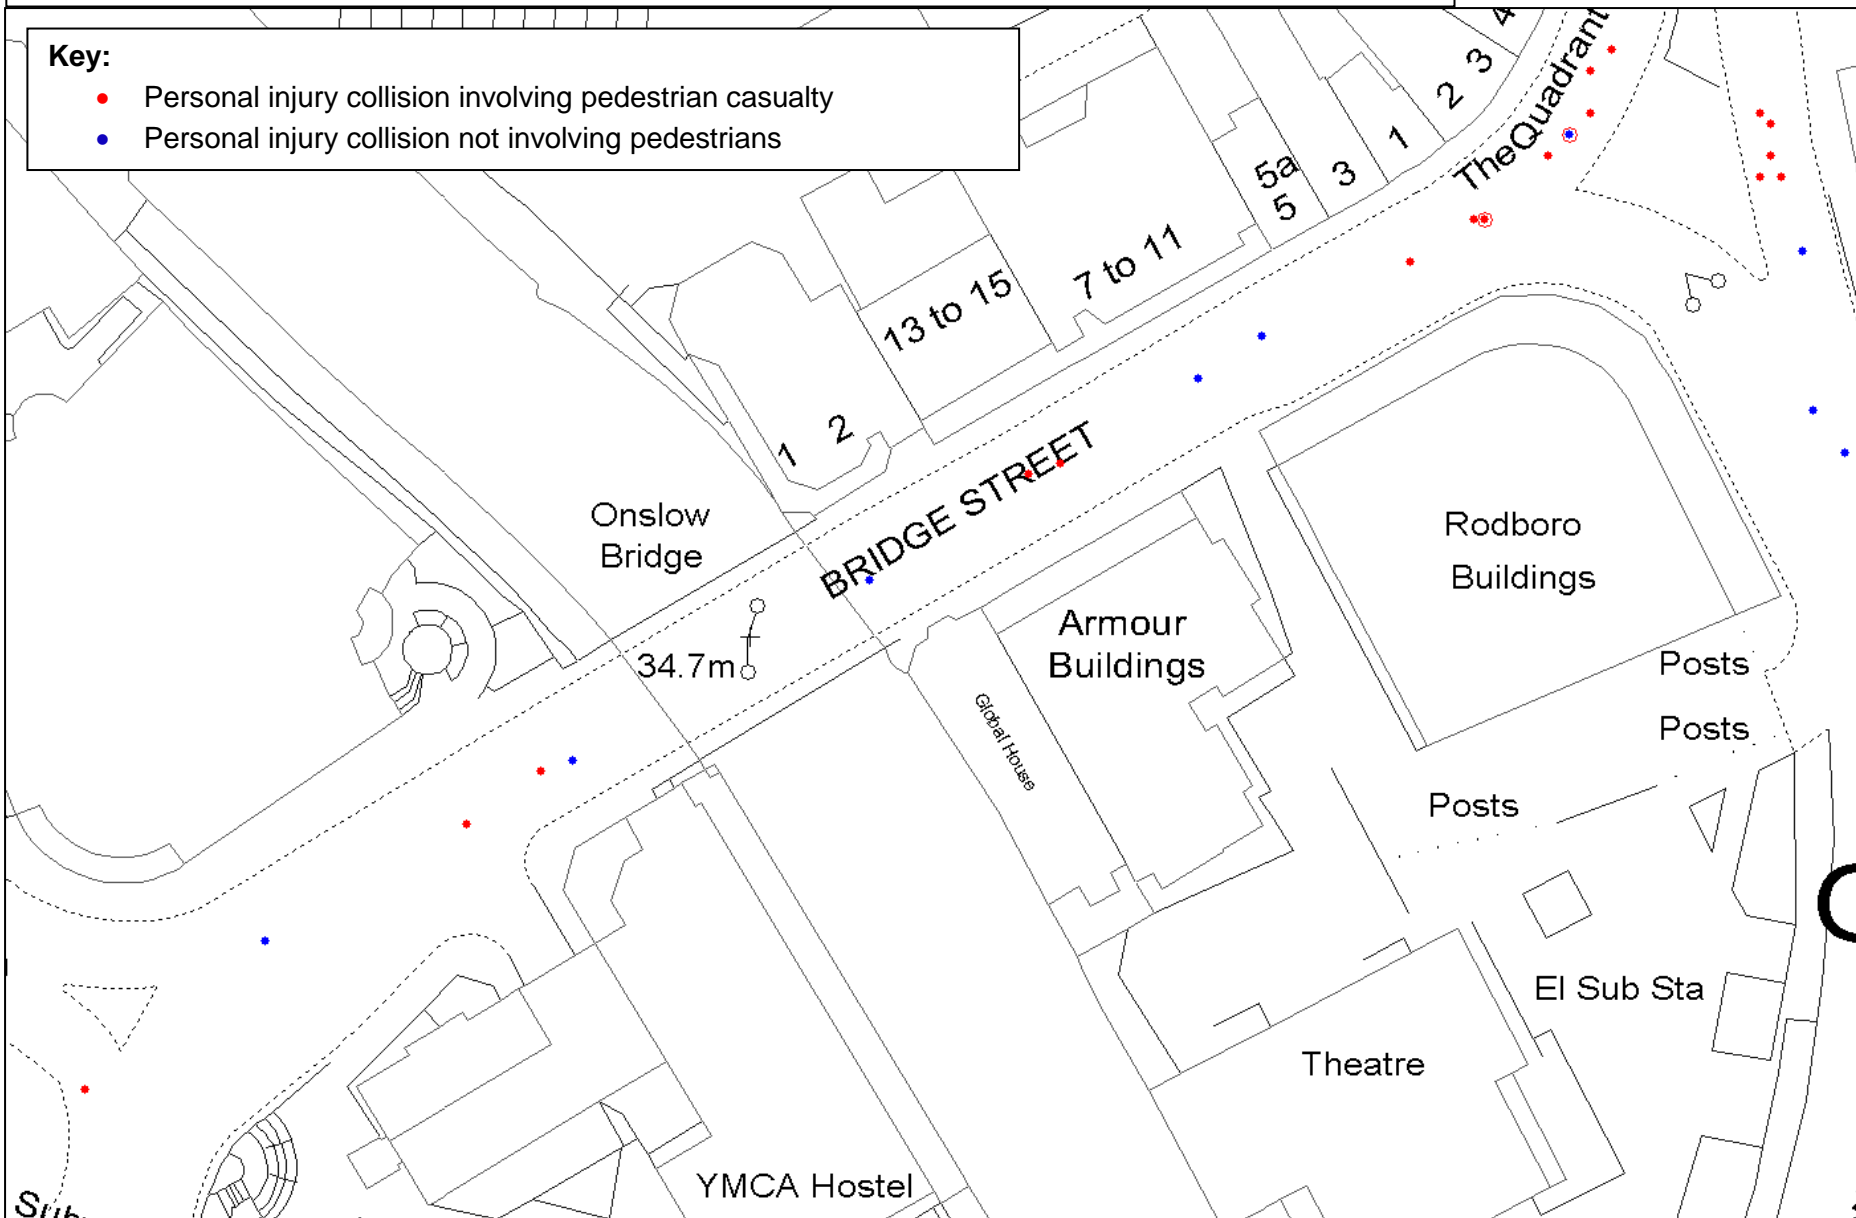 Key:
Personal injury collision involving pedestrian casualty
Personal injury collision not involving pedestrians
4
3
2
1
3
5a
5
TheQuadrant
7 to 11
13 to 15
2
1
BRIDGE STREET
Onslow
Bridge
34.7m
Rodboro
Buildings
Armour
Buildings
Global House
Posts
Posts
Posts
El Sub Sta
Theatre
YMCA Hostel